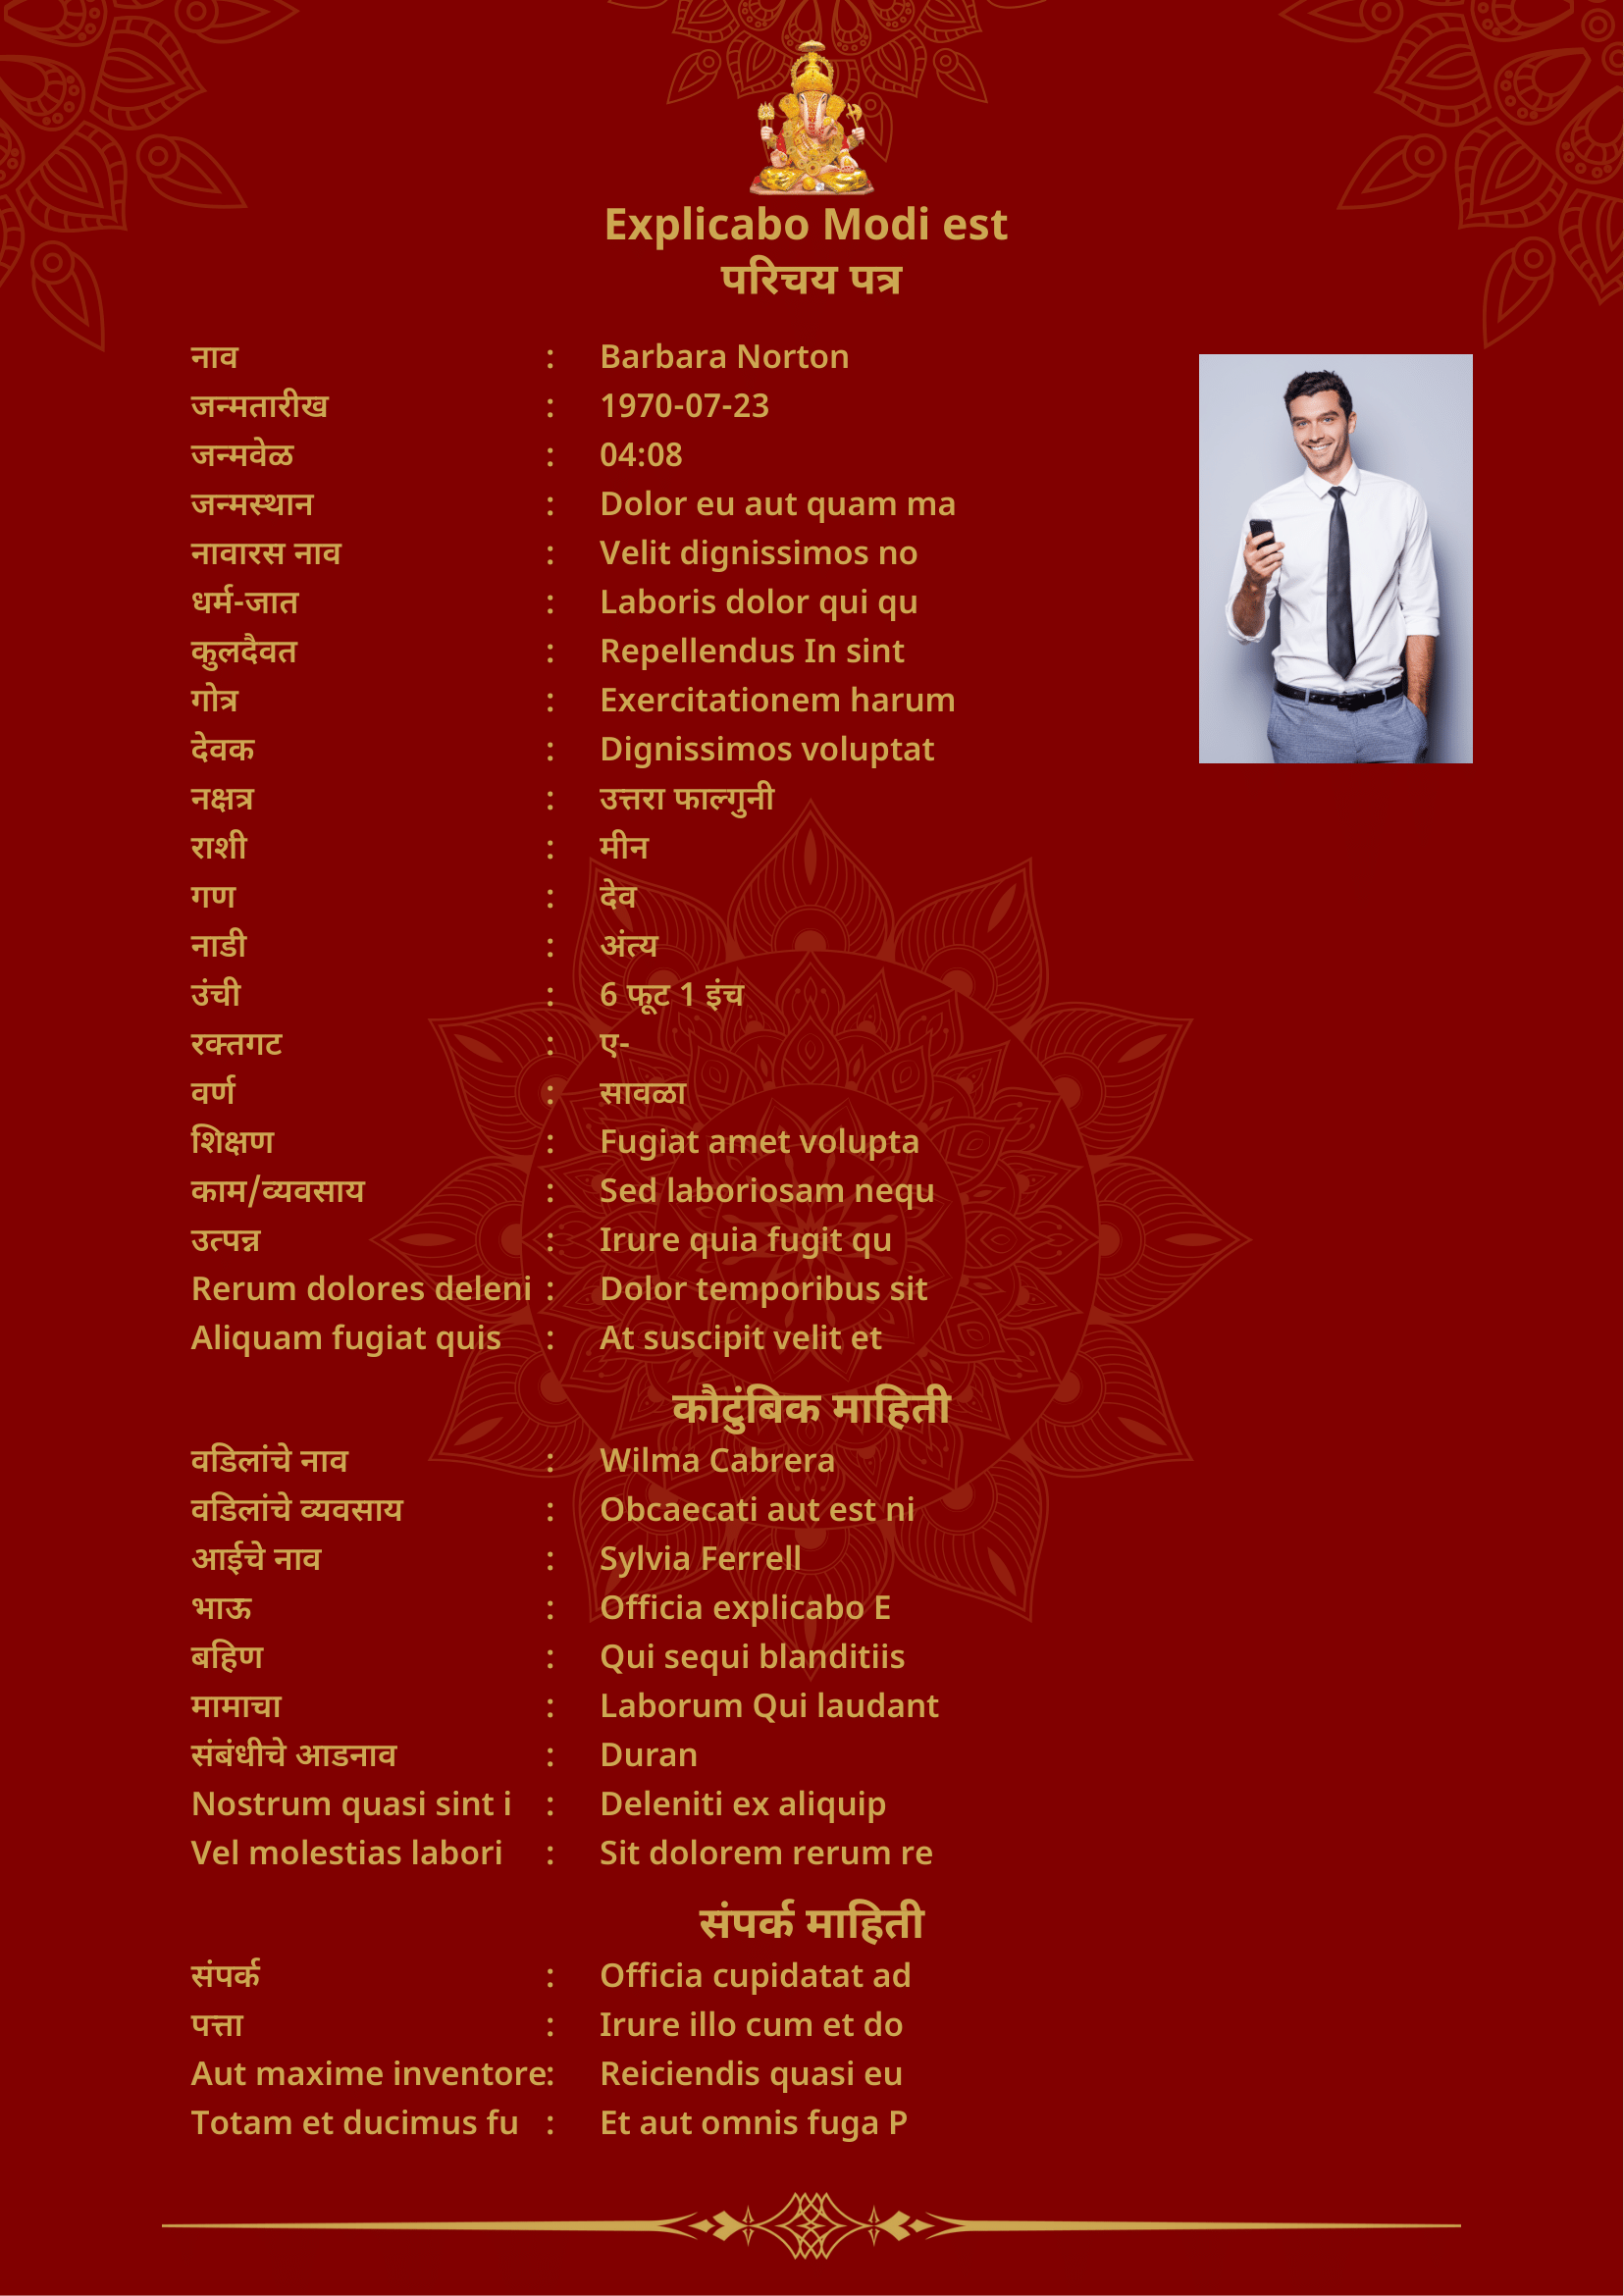 Explicabo Modi est
परिचय पत्र
नाव : Barbara Norton
जन्मतारीख : 1970-07-23
जन्मवेळ : 04:08
जन्मस्थान : Dolor eu aut quam ma
नावारस नाव : Velit dignissimos no
धर्म-जात : Laboris dolor qui qu
कुलदैवत : Repellendus In sint
गोत्र : Exercitationem harum
देवक : Dignissimos voluptat
नक्षत्र : उत्तरा फाल्गुनी
राशी : मीन
गण : देव
नाडी : अंत्य
उंची : 6 फूट 1 इंच
रक्तगट : ए-
वर्ण : सावळा
शिक्षण : Fugiat amet volupta
काम/व्यवसाय : Sed laboriosam nequ
उत्पन्न : Irure quia fugit qu
Rerum dolores deleni : Dolor temporibus sit
Aliquam fugiat quis : At suscipit velit et
कौटुंबिक माहिती
वडिलांचे नाव : Wilma Cabrera
वडिलांचे व्यवसाय : Obcaecati aut est ni
आईचे नाव : Sylvia Ferrell
भाऊ : Officia explicabo E
बहिण : Qui sequi blanditiis
मामाचा : Laborum Qui laudant
संबंधीचे आडनाव : Duran
Nostrum quasi sint i : Deleniti ex aliquip
Vel molestias labori : Sit dolorem rerum re
संपर्क माहिती
संपर्क : Officia cupidatat ad
पत्ता : Irure illo cum et do
Aut maxime inventore: Reiciendis quasi eu
Totam et ducimus fu : Et aut omnis fuga P